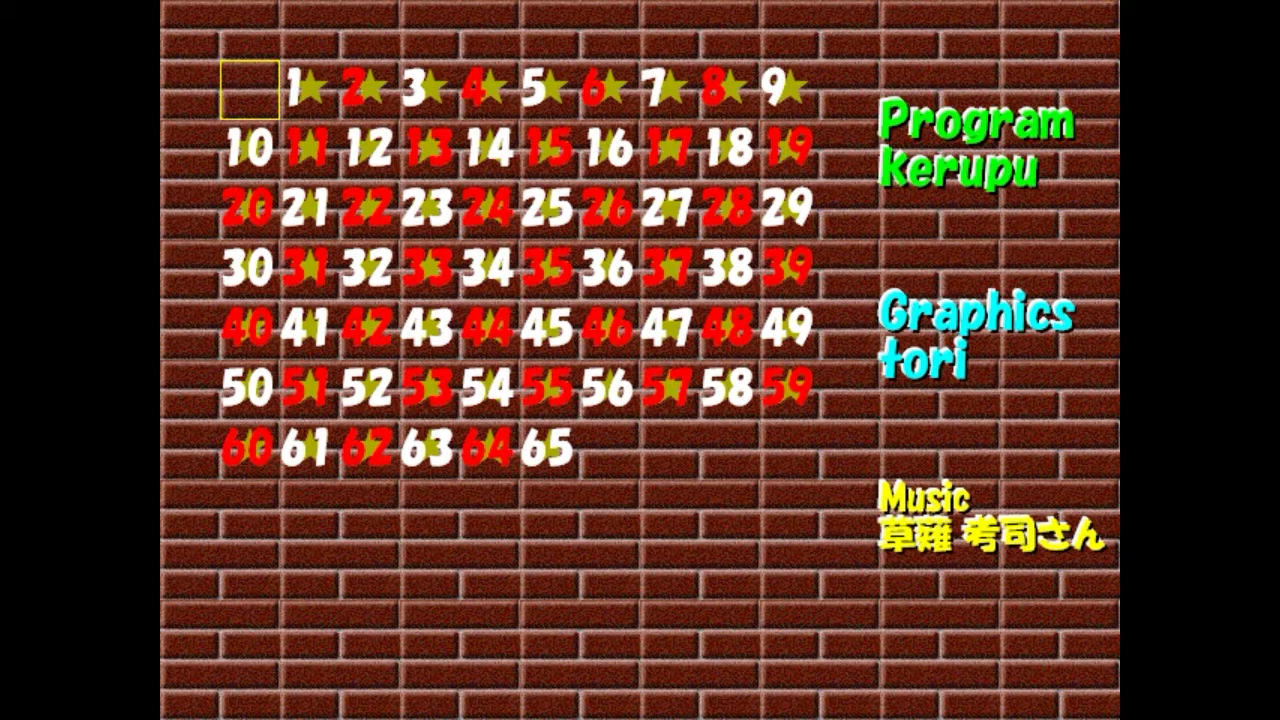 1 2 3 4 5 6 7 8 9
10 11 12 13 14 15 16 17 18 19
20 21 22 23 24 25 26 27 28 29
30 31 32 33 34 35 36 37 38 39
40 41 42 43 44 45 46 47 48 49
50 51 52 53 54 55 56 57 58 59
60 61 62 63 64 65
Program
kerupu
Graphics
tori
Music
草薙 考司さん